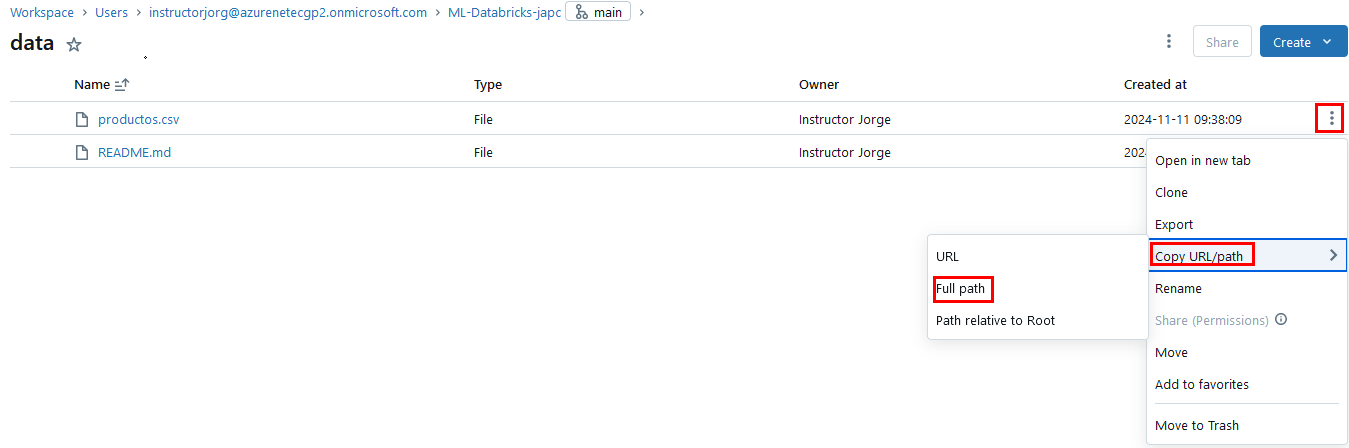 Workspace > Users > instructorjorg@azurenetecgp2.onmicrosoft.com > ML-Databricks-japc main >
data
Share
Create
Name Type Owner Created at
productos.csv File Instructor Jorge 2024-11-11 09:38:09
README.md File Instructor Jorge 202
Open in new tab
Clone
Export
Copy URL/path
Rename
Share (Permissions)
Move
Add to favorites
Move to Trash
URL
Full path
Path relative to Root